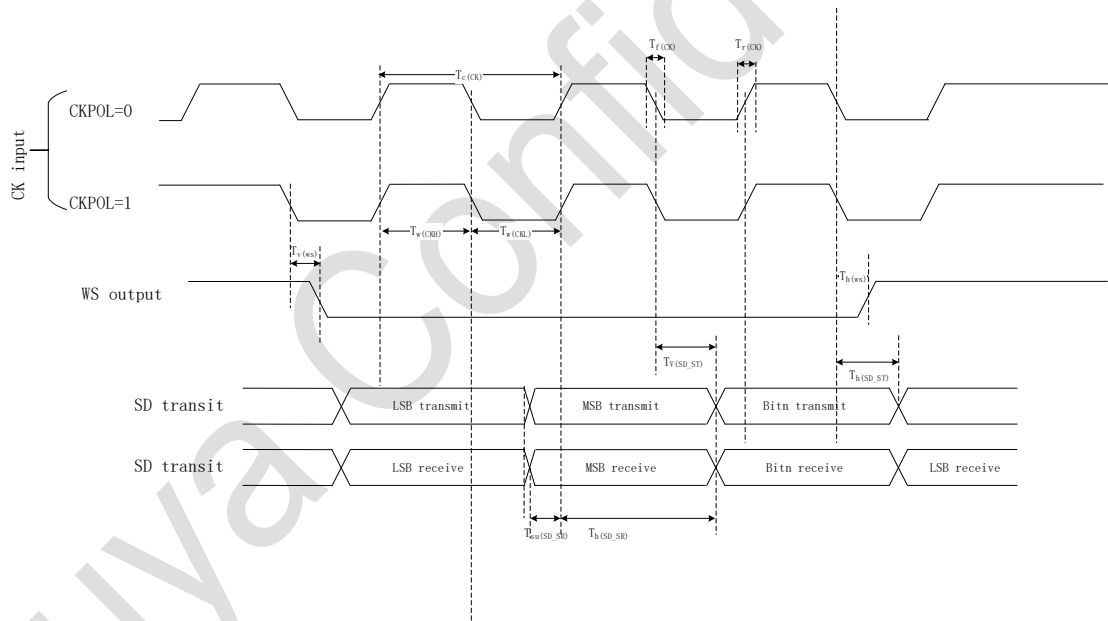 Tf(CK)
Tr(CK)
Tc(CK)
CKPOL=0
CK input
CKPOL=1
Tw(CKH)
Tw(CKL)
Tv(ws)
Th(ws)
WS output
TV(SD_ST)
Th(SD_ST)
SD transit
LSB transmit
MSB transmit
Bitn transmit
SD transit
LSB receive
MSB receive
Bitn receive
LSB receive
Tsu(SD_SR)
Th(SD_SR)
uya Confid